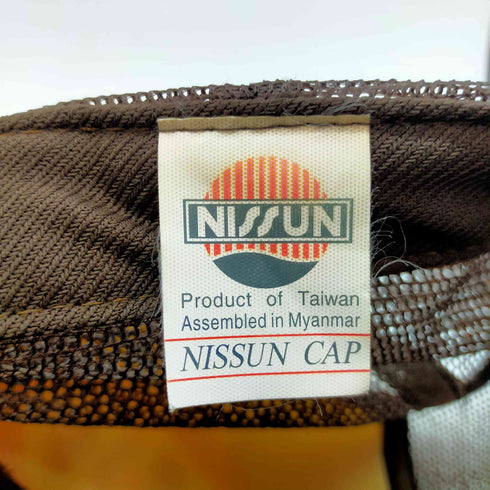 NISSUN
Product of Taiwan
Assembled in Myanmar
NISSUN CAP